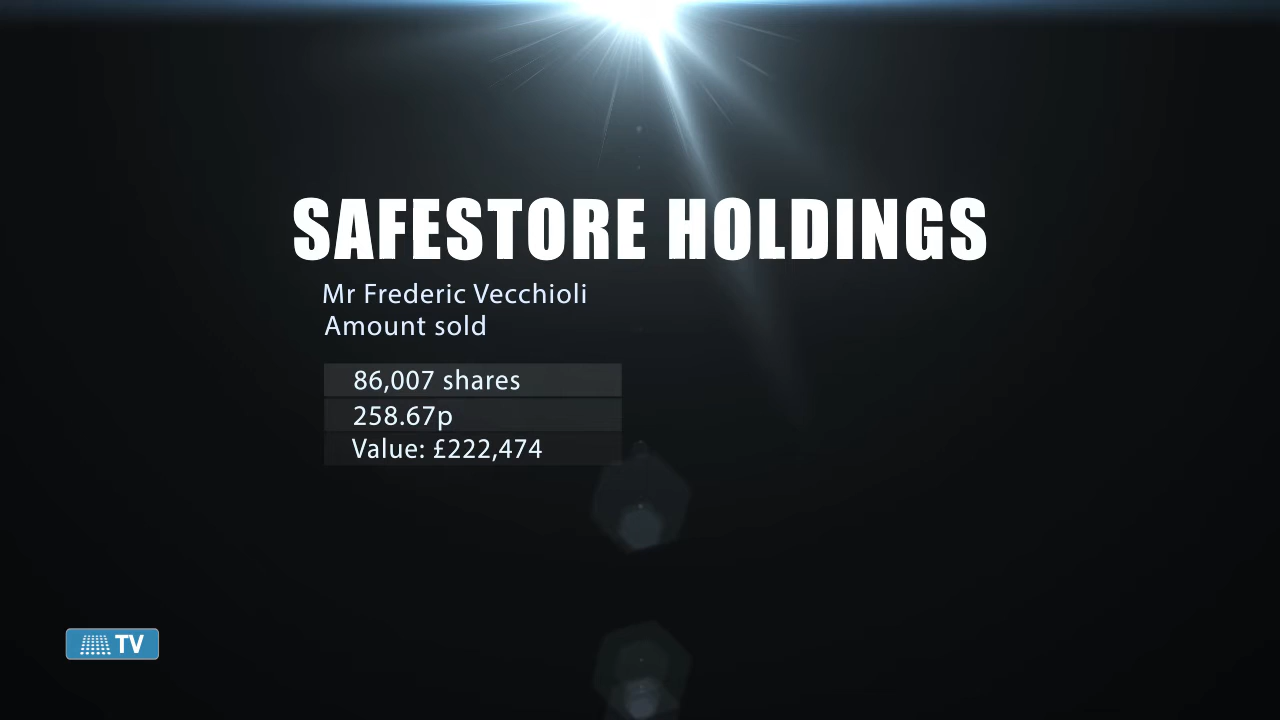 SAFESTORE HOLDINGS
Mr Frederic Vecchioli
Amount sold
86,007 shares
258.67p
Value: £222,474
TV